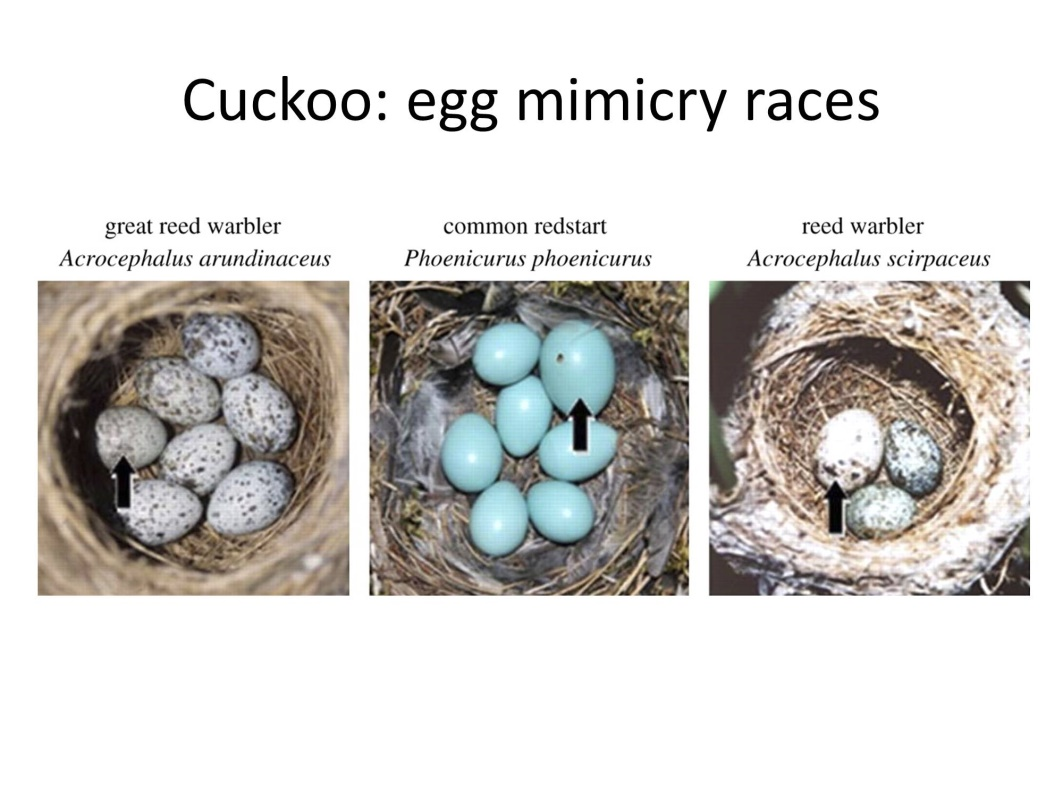 Cuckoo: egg mimicry races
great reed warbler
Acrocephalus arundinaceus
common redstart
Phoenicurus phoenicurus
reed warbler
Acrocephalus scirpaceus